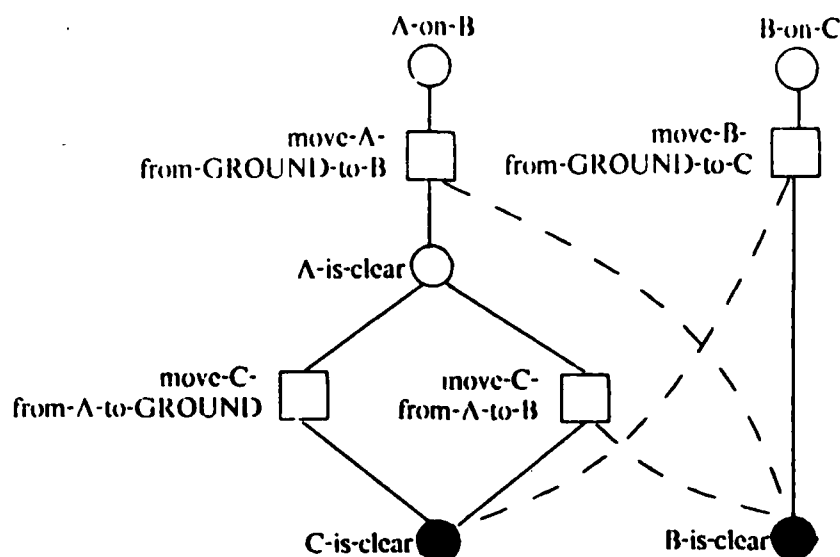 A-on-B
B-on-C
move-A-
from-GROUND-to-B
move-B-
from-GROUND-to-C
A-is-clear
move-C-
from-A-to-GROUND
move-C-
from-A-to-B
C-is-clear
B-is-clear